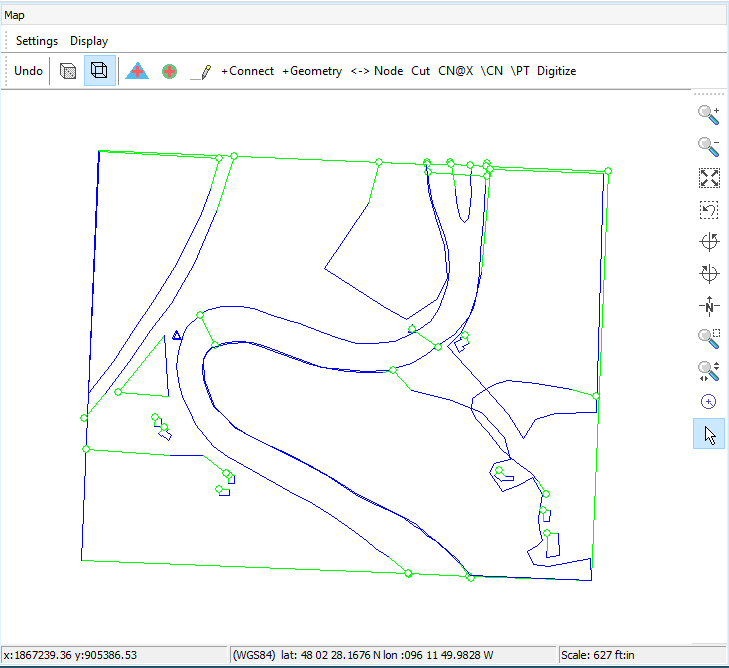 Map
Settings Display
Undo +Connect +Geometry <-> Node Cut CN@X \CN \PT Digitize
N
x:1867239.36 y:905386.53 (WGS84) lat: 48 02 28.1676 N lon :096 11 49.9828 W Scale: 627 ft:in